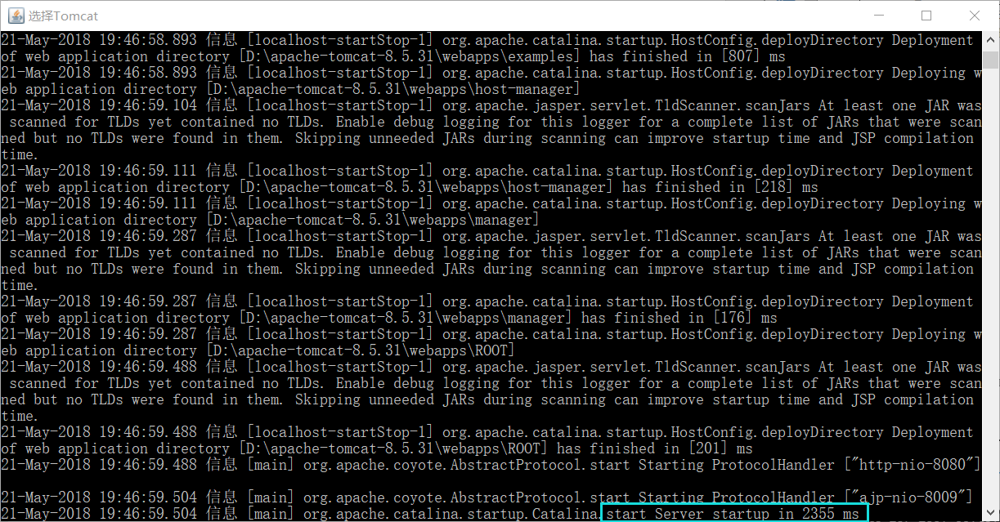 选择Tomcat
21-May-2018 19:46:58.893 信息 [localhost-startStop-1] org.apache.catalina.startup.HostConfig.deployDirectory Deployment
of web application directory [D:\apache-tomcat-8.5.31\webapps\examples] has finished in [807] ms
21-May-2018 19:46:58.893 信息 [localhost-startStop-1] org.apache.catalina.startup.HostConfig.deployDirectory Deploying w
eb application directory [D:\apache-tomcat-8.5.31\webapps\host-manager]
21-May-2018 19:46:59.104 信息 [localhost-startStop-1] org.apache.jasper.servlet.TldScanner.scanJars At least one JAR was
scanned for TLDs yet contained no TLDs. Enable debug logging for this logger for a complete list of JARs that were scan
ned but no TLDs were found in them. Skipping unneeded JARs during scanning can improve startup time and JSP compilation
time.
21-May-2018 19:46:59.111 信息 [localhost-startStop-1] org.apache.catalina.startup.HostConfig.deployDirectory Deployment
of web application directory [D:\apache-tomcat-8.5.31\webapps\host-manager] has finished in [218] ms
21-May-2018 19:46:59.111 信息 [localhost-startStop-1] org.apache.catalina.startup.HostConfig.deployDirectory Deploying w
eb application directory [D:\apache-tomcat-8.5.31\webapps\manager]
21-May-2018 19:46:59.287 信息 [localhost-startStop-1] org.apache.jasper.servlet.TldScanner.scanJars At least one JAR was
scanned for TLDs yet contained no TLDs. Enable debug logging for this logger for a complete list of JARs that were scan
ned but no TLDs were found in them. Skipping unneeded JARs during scanning can improve startup time and JSP compilation
time.
21-May-2018 19:46:59.287 信息 [localhost-startStop-1] org.apache.catalina.startup.HostConfig.deployDirectory Deployment
of web application directory [D:\apache-tomcat-8.5.31\webapps\manager] has finished in [176] ms
21-May-2018 19:46:59.287 信息 [localhost-startStop-1] org.apache.catalina.startup.HostConfig.deployDirectory Deploying w
eb application directory [D:\apache-tomcat-8.5.31\webapps\ROOT]
21-May-2018 19:46:59.488 信息 [localhost-startStop-1] org.apache.jasper.servlet.TldScanner.scanJars At least one JAR was
scanned for TLDs yet contained no TLDs. Enable debug logging for this logger for a complete list of JARs that were scan
ned but no TLDs were found in them. Skipping unneeded JARs during scanning can improve startup time and JSP compilation
time.
21-May-2018 19:46:59.488 信息 [localhost-startStop-1] org.apache.catalina.startup.HostConfig.deployDirectory Deployment
of web application directory [D:\apache-tomcat-8.5.31\webapps\ROOT] has finished in [201] ms
21-May-2018 19:46:59.488 信息 [main] org.apache.coyote.AbstractProtocol.start Starting ProtocolHandler ["http-nio-8080"]
21-May-2018 19:46:59.504 信息 [main] org.apache.coyote.AbstractProtocol.start Starting ProtocolHandler ["ajp-nio-8009"]
21-May-2018 19:46:59.504 信息 [main] org.apache.catalina.startup.Catalina.start Server startup in 2355 ms